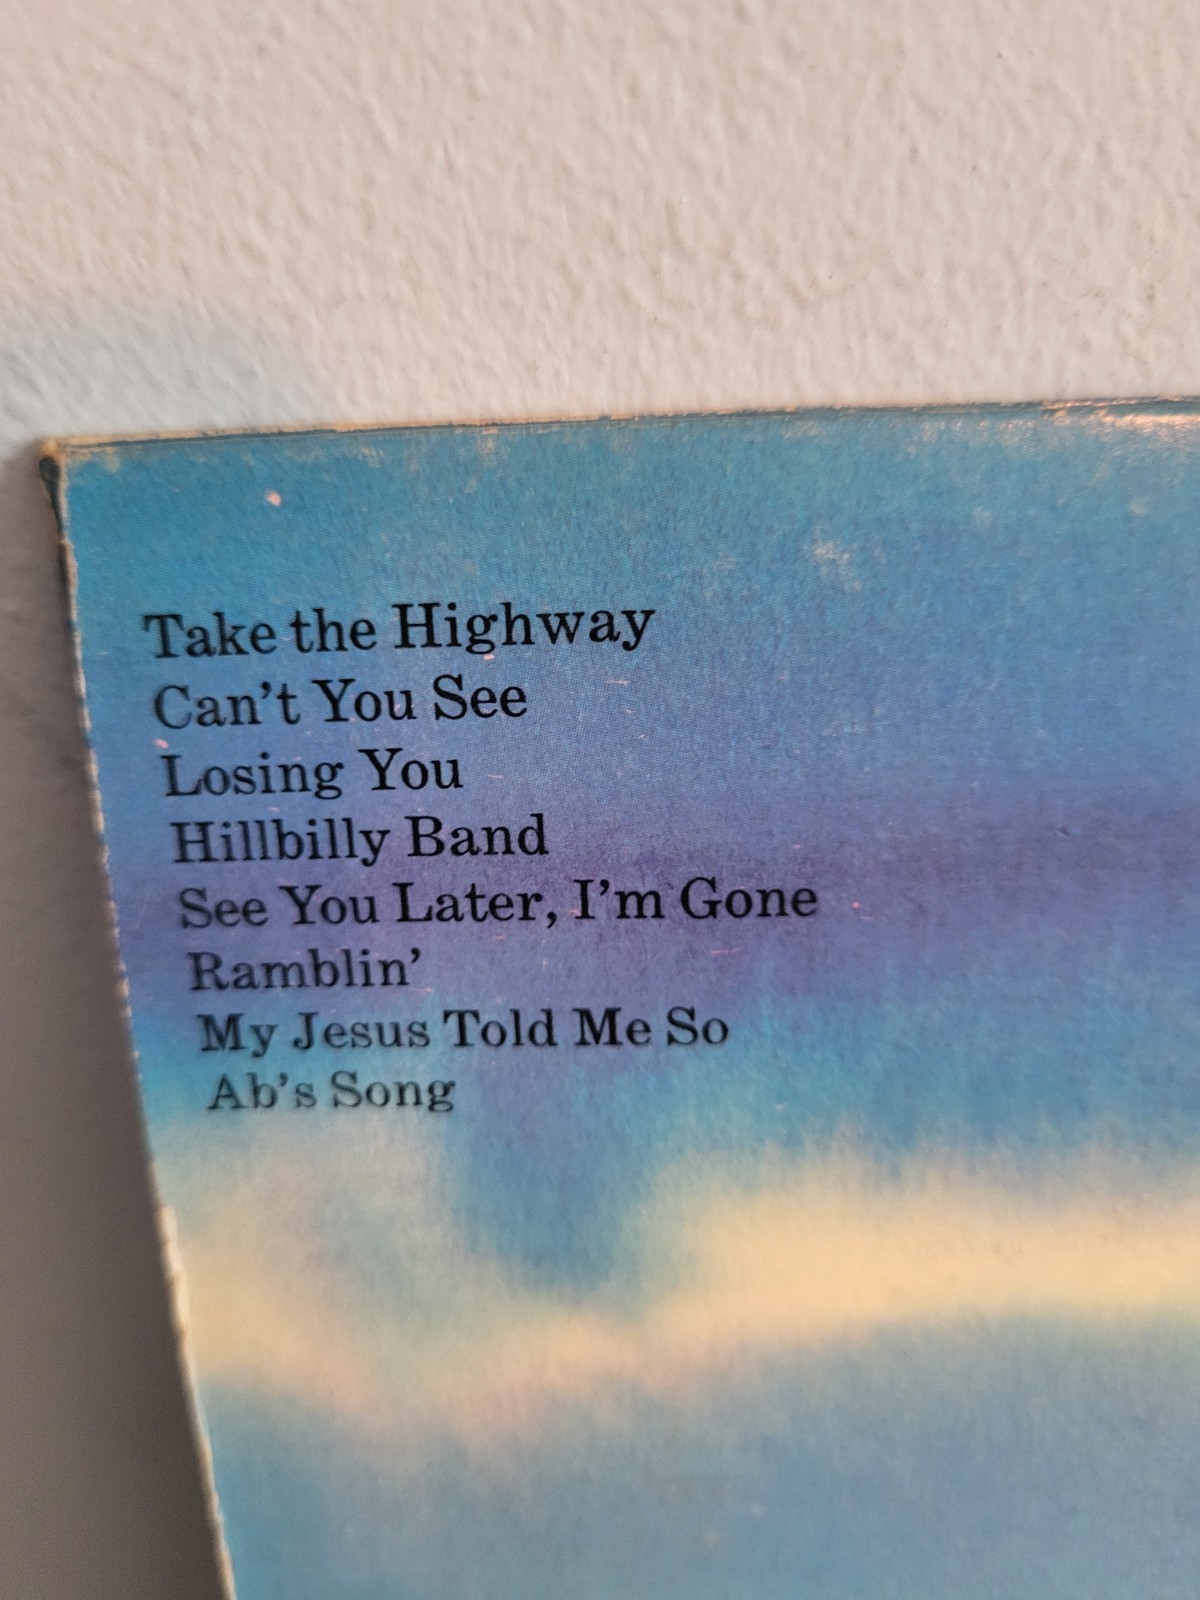 Take the Highway
Can't You See
Losing You
Hillbilly Band
See You Later, I'm Gone
Ramblin'
My Jesus Told Me So
Ab's Song